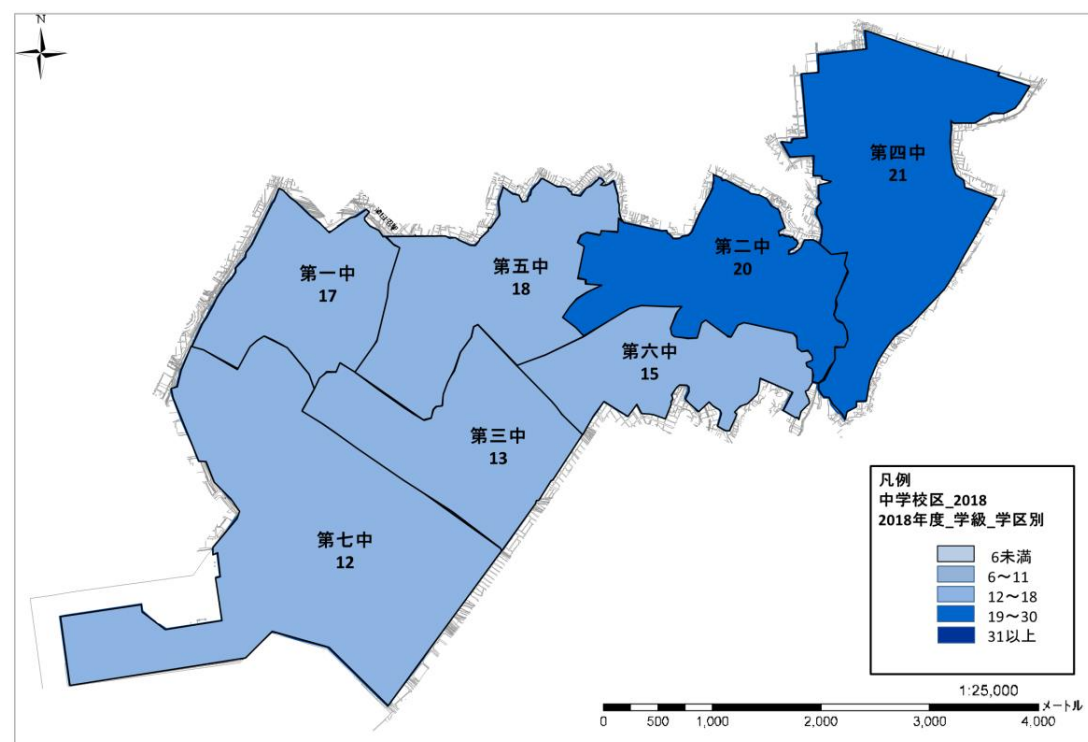 N
第四中
21
第二中
20
第一中
17
第五中
18
第六中
15
第三中
13
第七中
12
凡例
中学校区_2018
2018年度_学級_学区別
6未満
6～11
12～18
19～30
31以上
1:25,000
メートル
0 500 1,000 2,000 3,000 4,000